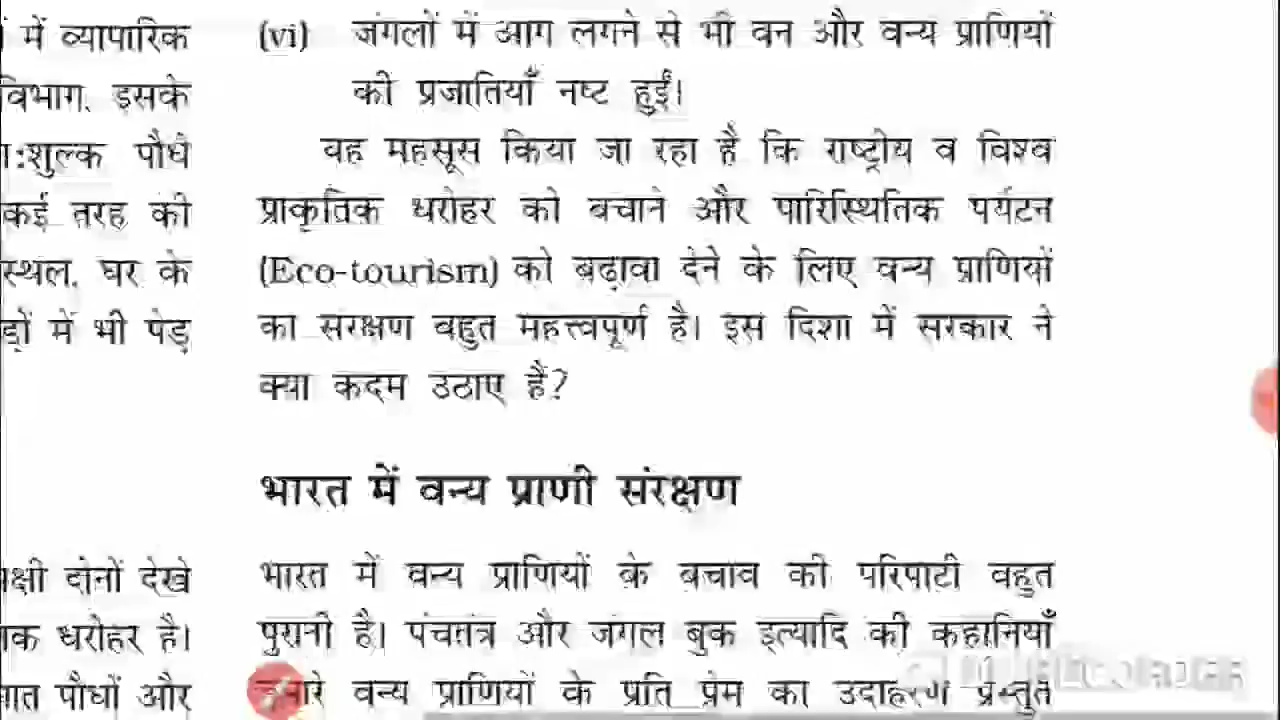 में व्यापारिक
विभाग, इसके
शुल्क पौधे
कई तरह की
स्थल, घर के
में भी पेड़
दोनों देखे
धरोहर है।
पौधों और
(vi) जंगलों में आग लगने से भी वन और वन्य प्राणियों
की प्रजातियाँ नष्ट हुईं।
यह महसूस किया जा रहा है कि राष्ट्रीय व विश्व
प्राकृतिक धरोहर को बचाने और पारिस्थितिक पर्यटन
(Eco-tourism) को बढ़ावा देने के लिए वन्य प्राणियों
का संरक्षण बहुत महत्त्वपूर्ण है। इस दिशा में सरकार ने
क्या कदम उठाए हैं?
भारत में वन्य प्राणी संरक्षण
भारत में वन्य प्राणियों के बचाव की परिपाटी बहुत
पुरानी है। पंचतंत्र और जंगल बुक इत्यादि की कहानियाँ
हमारे वन्य प्राणियों के प्रति प्रेम का उदाहरण प्रस्तुत
RECORDER